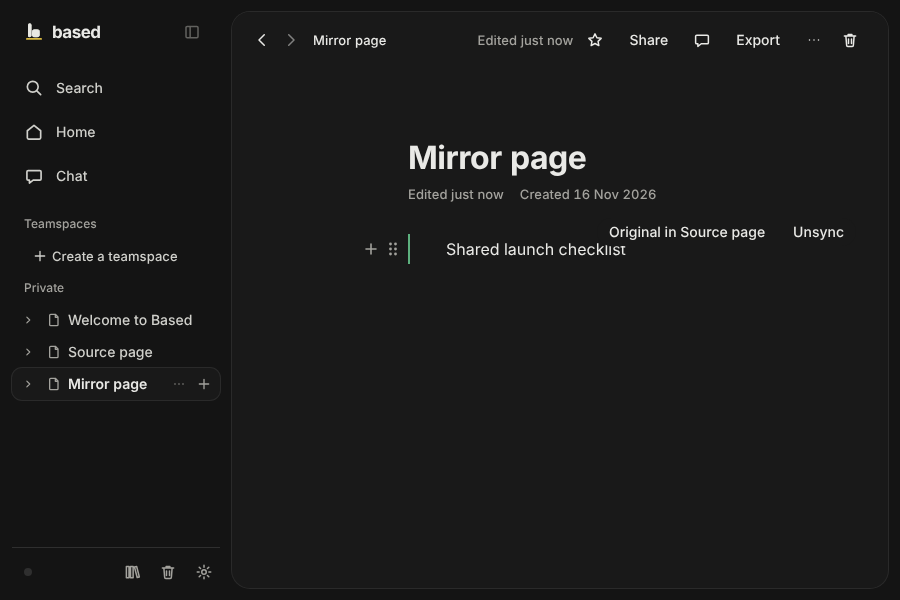 based
Search
Home
Chat
Teamspaces
Create a teamspace
Private
Welcome to Based
Source page
Mirror page
Mirror page
Edited just now
Share
Export
Mirror page
Edited just now Created 16 Nov 2026
Original in Source page Unsync
Shared launch checklist